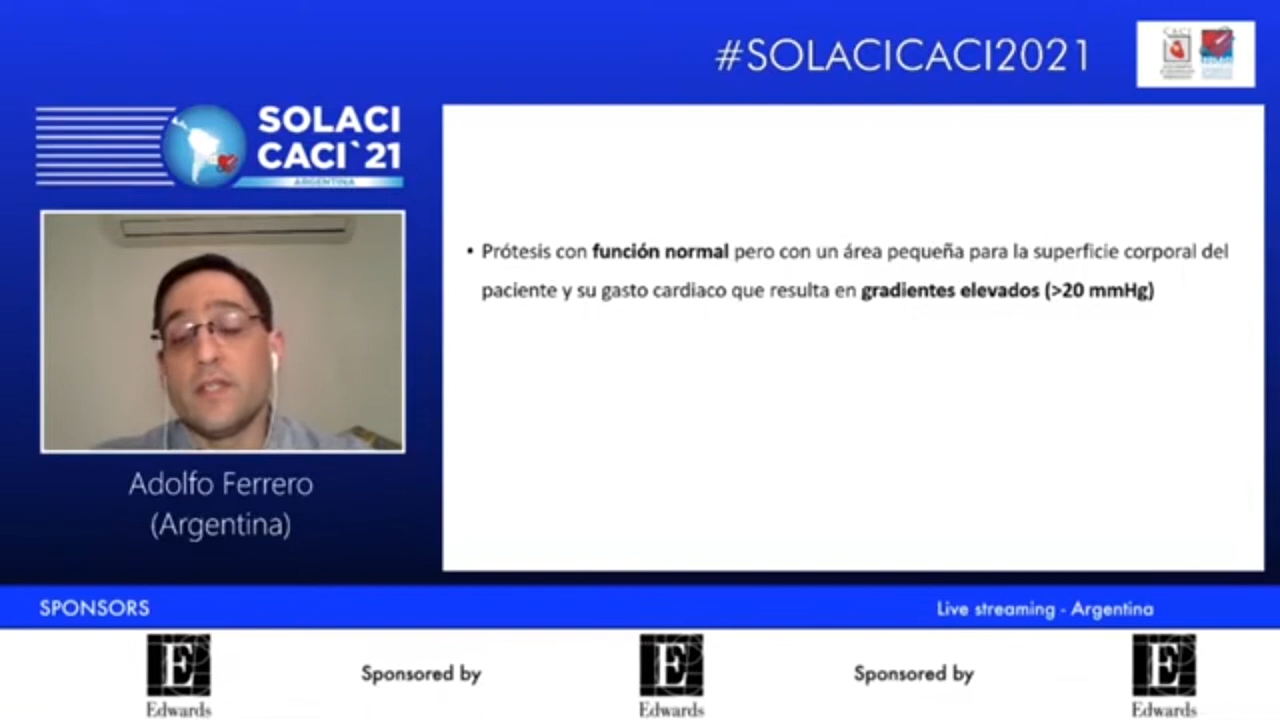 #SOLACICACI2021
CACI
SOLACI
CACI`21
ARGENTINA
• Prótesis con función normal pero con un área pequeña para la superficie corporal del
paciente y su gasto cardiaco que resulta en gradientes elevados (>20 mmHg)
Adolfo Ferrero
(Argentina)
SPONSORS
Live streaming - Argentina
E
Edwards
Sponsored by
E
Edwards
Sponsored by
E
Edwards